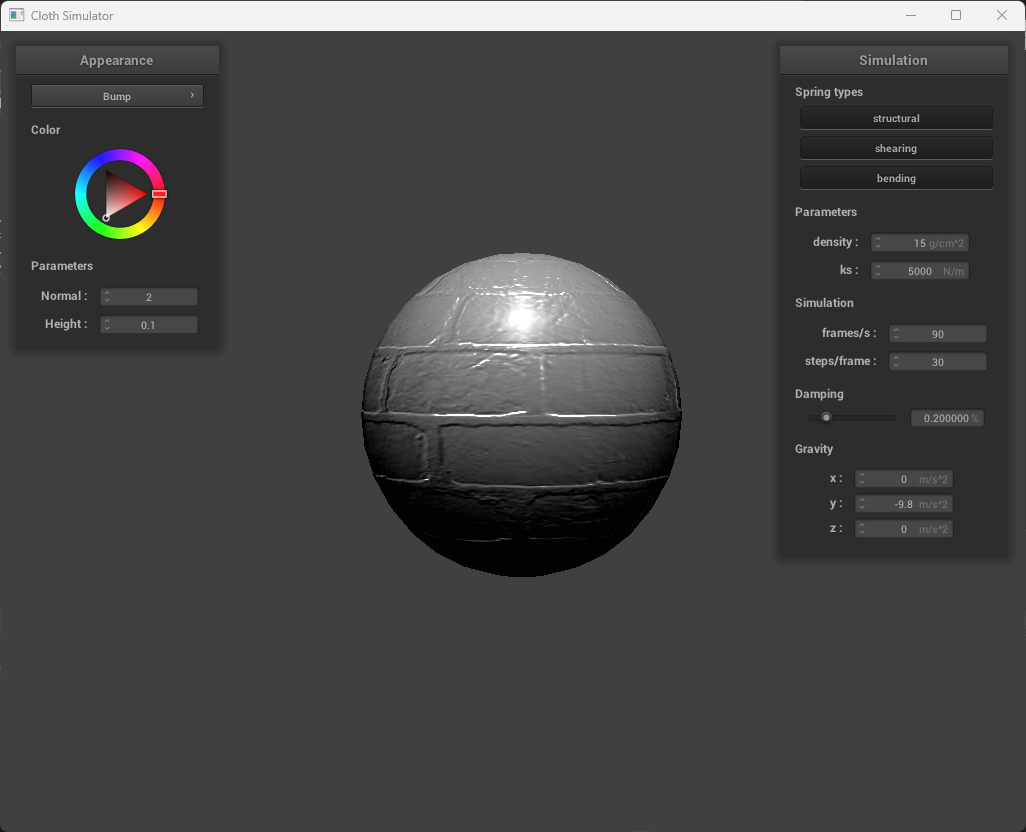 Cloth Simulator
Appearance
Bump
Color
Parameters
Normal : 2
Height : 0.1
Simulation
Spring types
structural
shearing
bending
Parameters
density : 15 g/cm^2
ks : 5000 N/m
Simulation
frames/s : 90
steps/frame : 30
Damping
0.200000 %
Gravity
x : 0 m/s^2
y : -9.8 m/s^2
z : 0 m/s^2